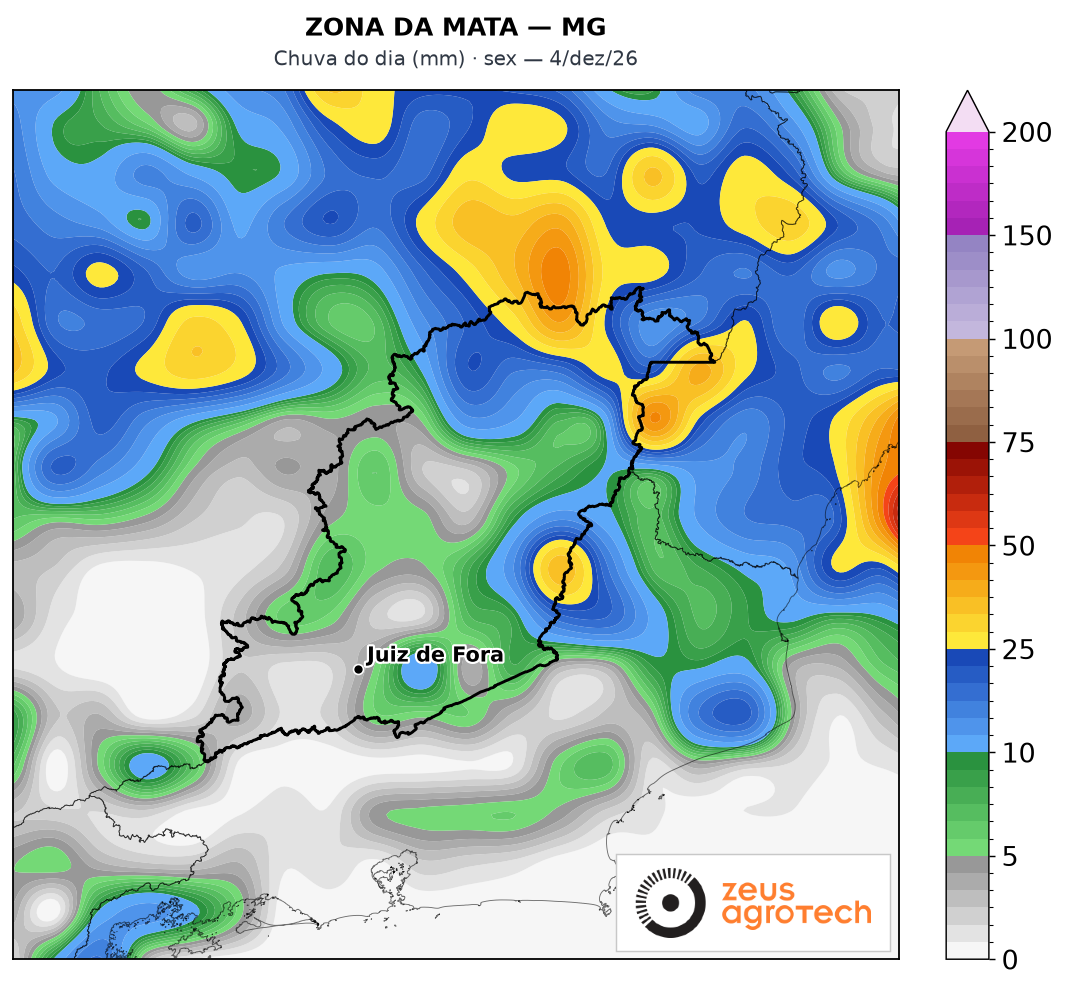 ZONA DA MATA — MG
Chuva do dia (mm) · sex — 4/dez/26
200
150
100
75
50
25
10
5
0
Juiz de Fora
zeus
agrotech